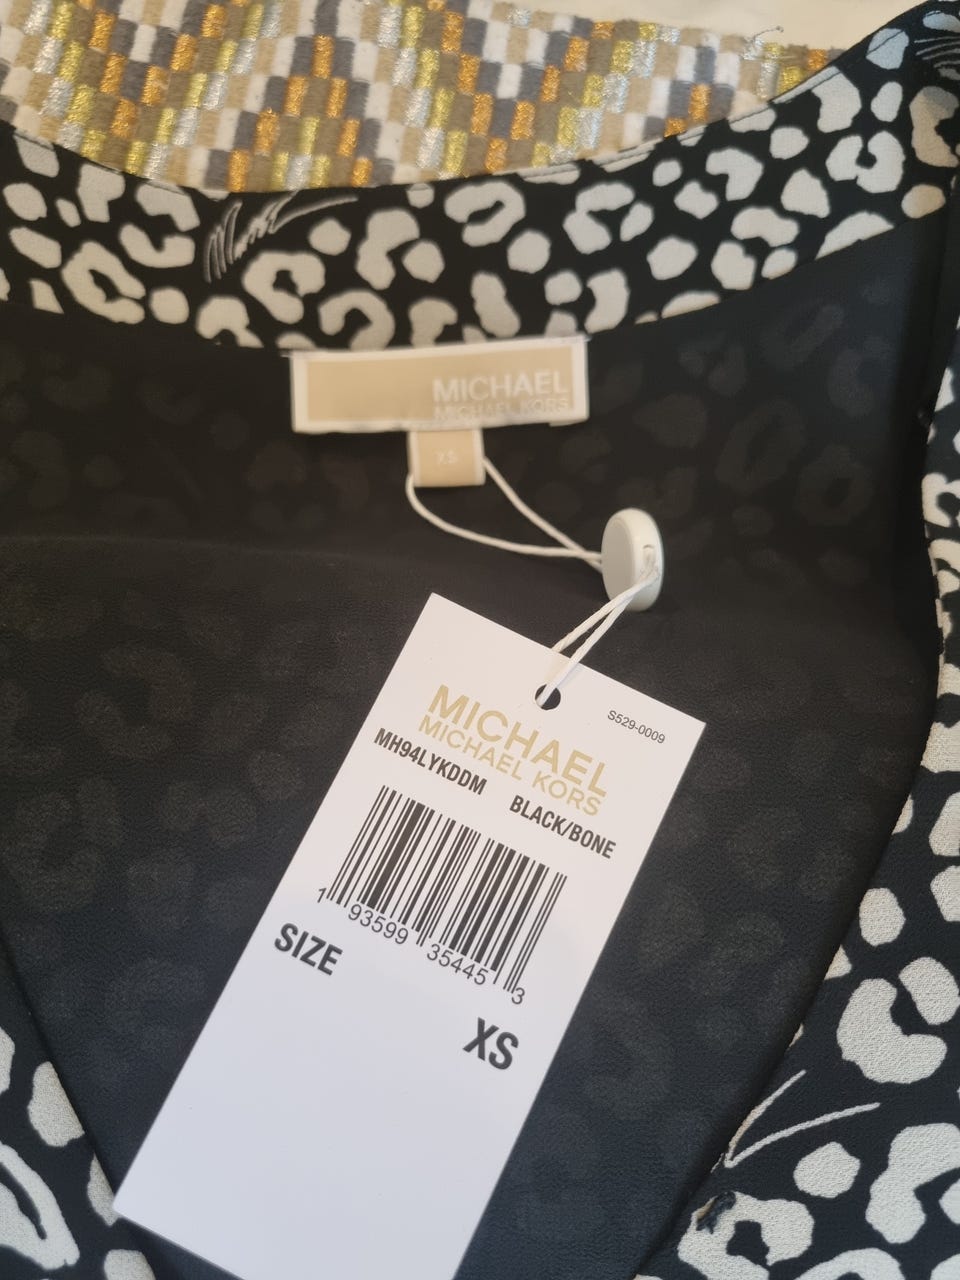 MICHAEL
MICHAEL KORS
XS
S529-0009
MICHAEL
MICHAEL KORS
MH94LYKDDM BLACK/BONE
1 93599 35445 3
SIZE
XS